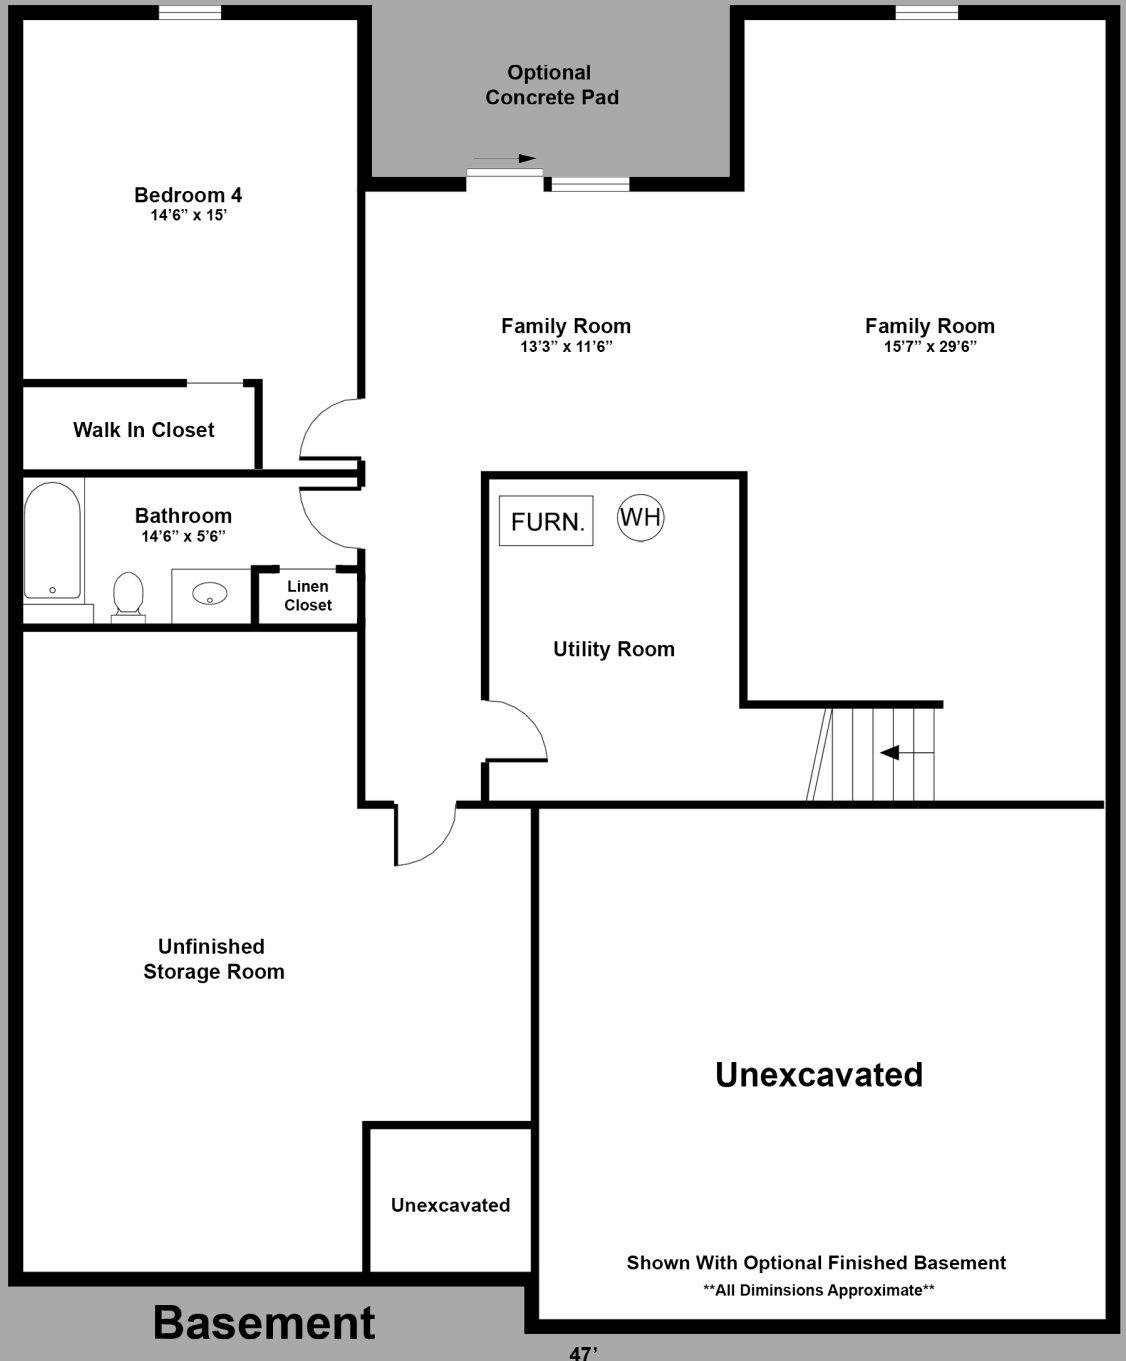 Optional
Concrete Pad
Bedroom 4
14’6” x 15’
Family Room
13’3” x 11’6”
Family Room
15’7” x 29’6”
Walk In Closet
Bathroom
14’6” x 5’6”
FURN.
WH
Linen
Closet
Utility Room
Unfinished
Storage Room
Unexcavated
Unexcavated
Shown With Optional Finished Basement
**All Diminsions Approximate**
Basement
47’